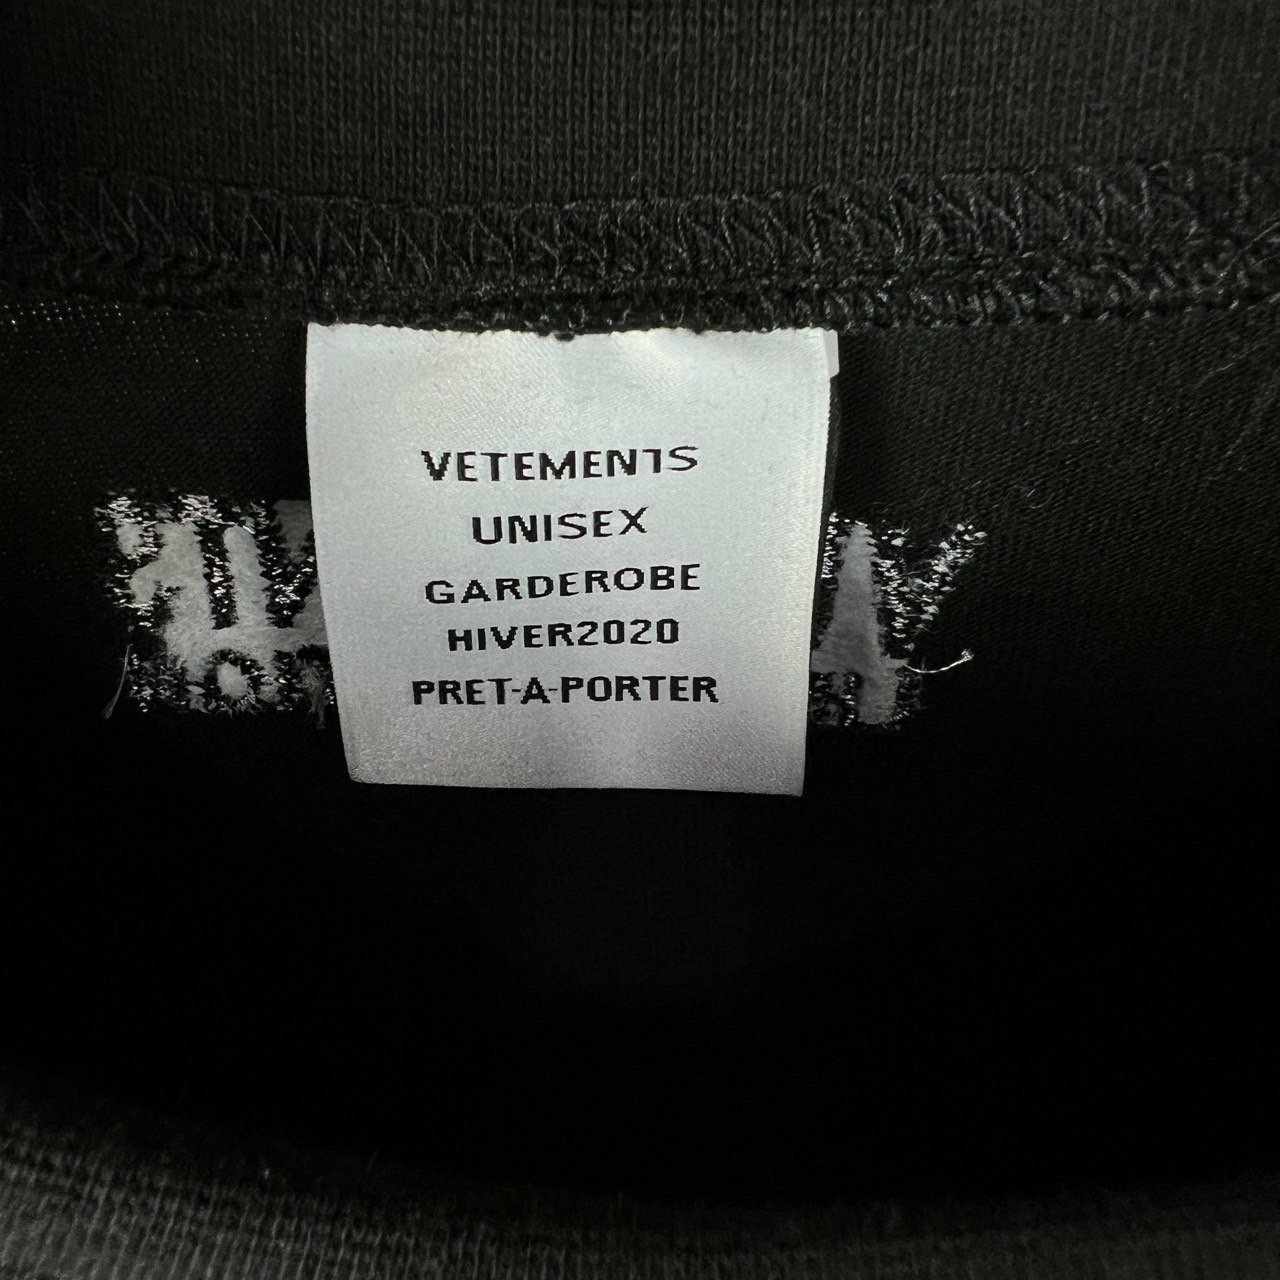 VETEMENTS
UNISEX
GARDEROBE
HIVER2020
PRET-A-PORTER